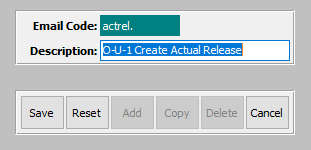 Email Code: actrel.
Description: O-U-1 Create Actual Release
Save Reset Add Copy Delete Cancel